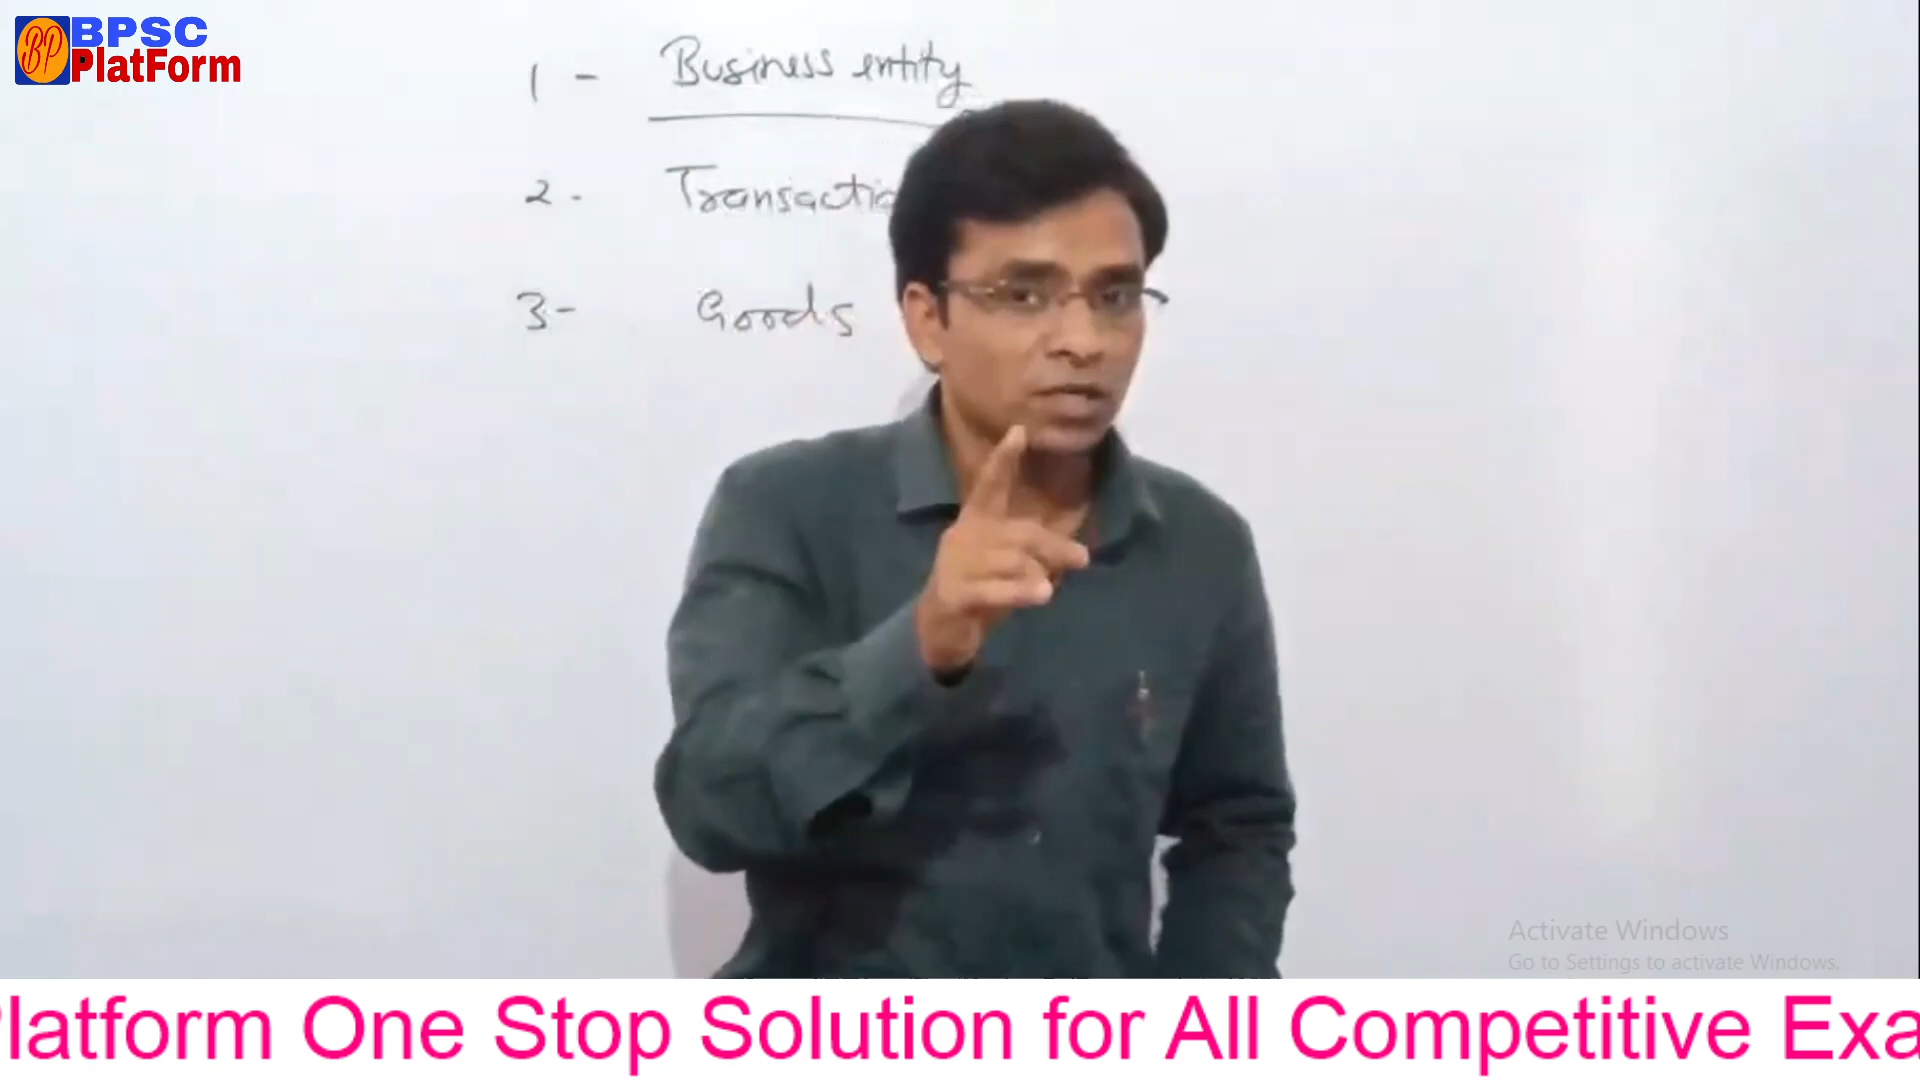 BP BPSC
PlatForm
1 - Business entity
2 - Transactio
3 - Goods
Activate Windows
Go to Settings to activate Windows.
latform One Stop Solution for All Competitive Exa